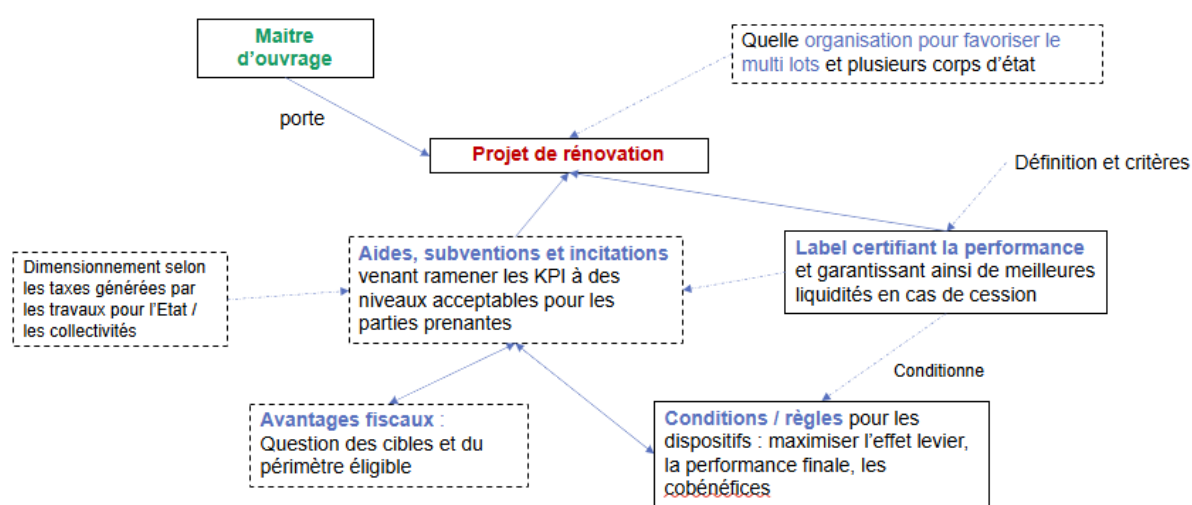 Maitre
d’ouvrage
Quelle organisation pour favoriser le
multi lots et plusieurs corps d’état
porte
Projet de rénovation
Définition et critères
Aides, subventions et incitations
venant ramener les KPI à des
niveaux acceptables pour les
parties prenantes
Label certifiant la performance
et garantissant ainsi de meilleures
liquidités en cas de cession
Dimensionnement selon
les taxes générées par
les travaux pour l’Etat /
les collectivités
Conditionne
Avantages fiscaux :
Question des cibles et du
périmètre éligible
Conditions / règles pour les
dispositifs : maximiser l’effet levier,
la performance finale, les
cobénéfices